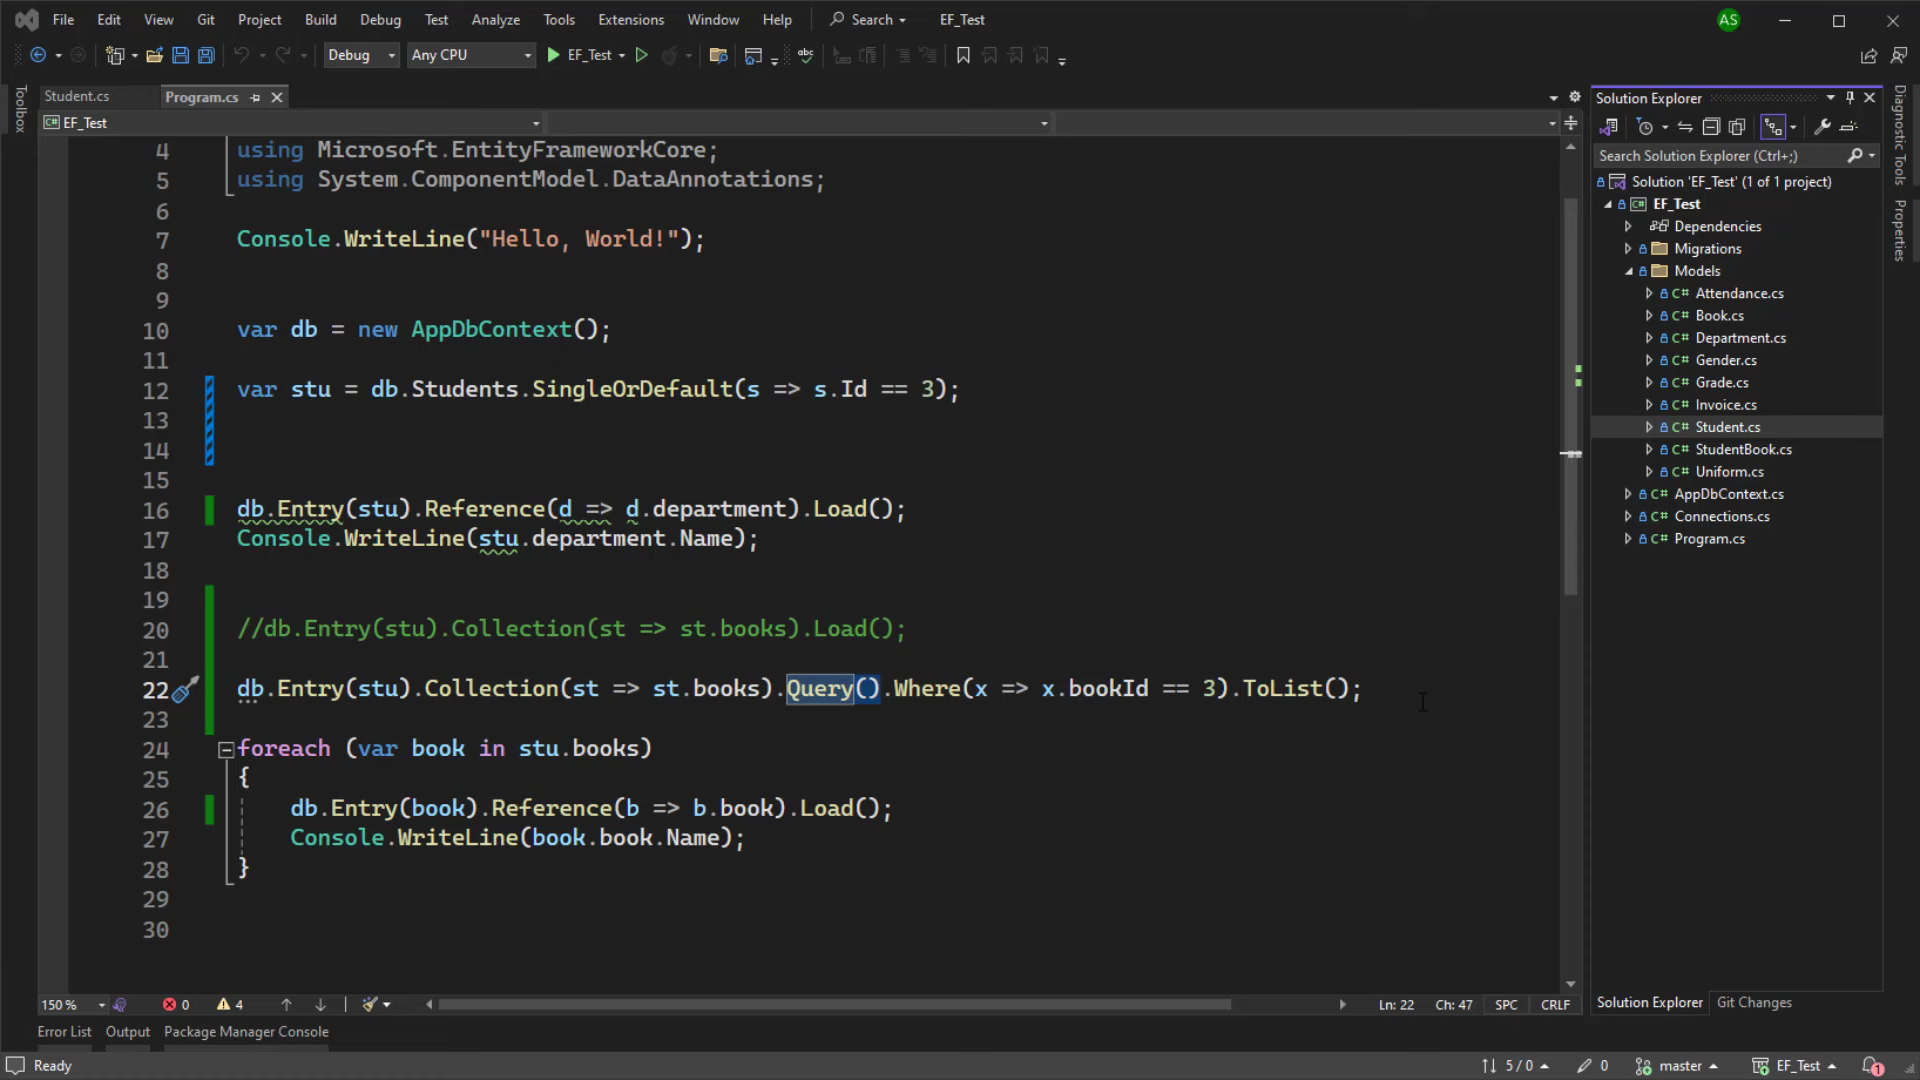 File Edit View Git Project Build Debug Test Analyze Tools Extensions Window Help Search EF_Test AS
Debug Any CPU EF_Test
Toolbox
Student.cs Program.cs
EF_Test
4 using Microsoft.EntityFrameworkCore;
5 using System.ComponentModel.DataAnnotations;
6
7 Console.WriteLine("Hello, World!");
8
9
10 var db = new AppDbContext();
11
12 var stu = db.Students.SingleOrDefault(s => s.Id == 3);
13
14
15
16 db.Entry(stu).Reference(d => d.department).Load();
17 Console.WriteLine(stu.department.Name);
18
19
20 //db.Entry(stu).Collection(st => st.books).Load();
21
22 db.Entry(stu).Collection(st => st.books).Query().Where(x => x.bookId == 3).ToList();
23
24 foreach (var book in stu.books)
25 {
26 db.Entry(book).Reference(b => b.book).Load();
27 Console.WriteLine(book.book.Name);
28 }
29
30
150 % 0 4 Ln: 22 Ch: 47 SPC CRLF
Error List Output Package Manager Console
Solution Explorer
Search Solution Explorer (Ctrl+;)
Solution 'EF_Test' (1 of 1 project)
C# EF_Test
Dependencies
Migrations
Models
C# Attendance.cs
C# Book.cs
C# Department.cs
C# Gender.cs
C# Grade.cs
C# Invoice.cs
C# Student.cs
C# StudentBook.cs
C# Uniform.cs
C# AppDbContext.cs
C# Connections.cs
C# Program.cs
Solution Explorer Git Changes
Diagnostic Tools
Properties
Ready 5 / 0 0 master EF_Test 1